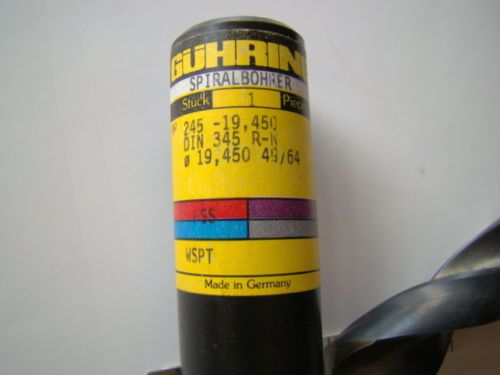 GÜHRIN
SPIRALBOHRER
Stück 1 Piec
No 245 -19,450
DIN 345 R-N
ø 19,450 49/64
SS
WSPT
Made in Germany